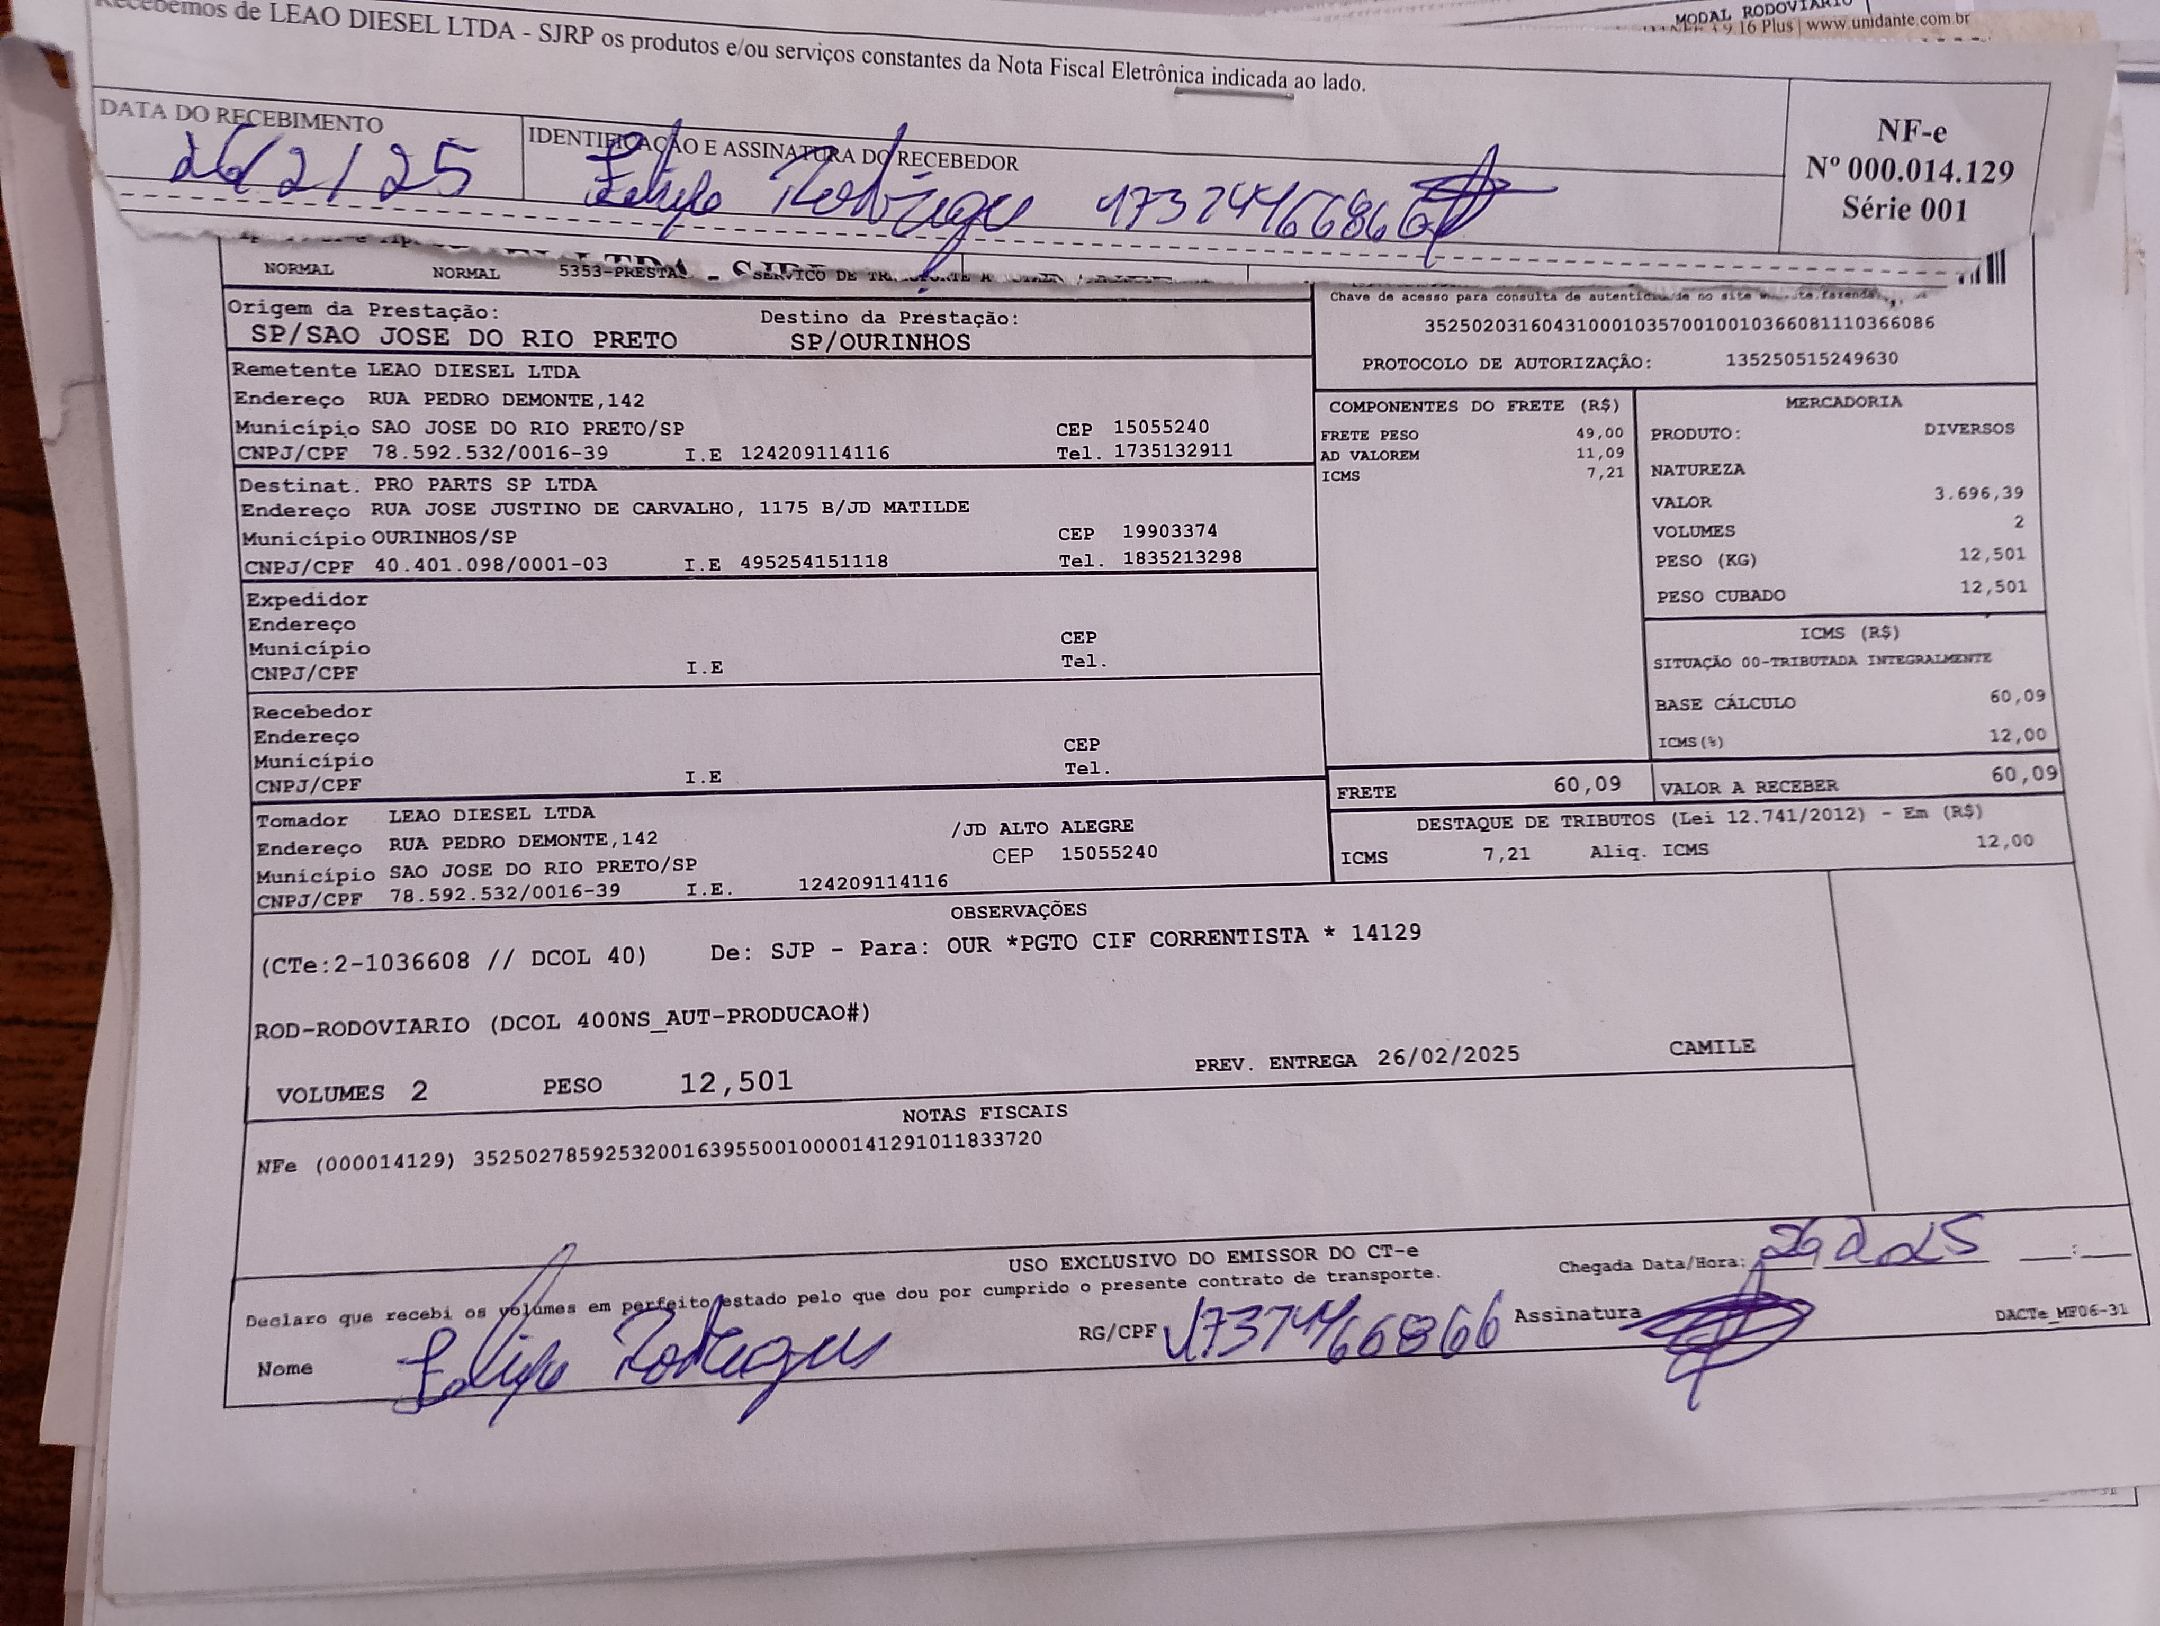 Recebemos de LEAO DIESEL LTDA - SJRP os produtos e/ou serviços constantes da Nota Fiscal Eletrônica indicada ao lado.
MODAL RODOVIARIO
16 Plus | www.unidante.com.br
DATA DO RECEBIMENTO
26/2/25
IDENTIFICAÇÃO E ASSINATURA DO RECEBEDOR
Felipe Rodrigues
NF-e
Nº 000.014.129
Série 001
NORMAL NORMAL 5353-PRESTA SERVICO DE
Chave de acesso para consulta de autenticidade no site
35250203160431000103570010010366081110366086
PROTOCOLO DE AUTORIZAÇÃO: 135250515249630
Origem da Prestação: Destino da Prestação:
SP/SAO JOSE DO RIO PRETO SP/OURINHOS
Remetente LEAO DIESEL LTDA
Endereço RUA PEDRO DEMONTE,142
Município SAO JOSE DO RIO PRETO/SP CEP 15055240
CNPJ/CPF 78.592.532/0016-39 I.E 124209114116 Tel. 1735132911
Destinat. PRO PARTS SP LTDA
Endereço RUA JOSE JUSTINO DE CARVALHO, 1175 B/JD MATILDE
Município OURINHOS/SP CEP 19903374
CNPJ/CPF 40.401.098/0001-03 I.E 495254151118 Tel. 1835213298
Expedidor
Endereço
Município CEP
CNPJ/CPF I.E Tel.
Recebedor
Endereço
Município CEP
CNPJ/CPF I.E Tel.
Tomador LEAO DIESEL LTDA
Endereço RUA PEDRO DEMONTE,142 /JD ALTO ALEGRE
Município SAO JOSE DO RIO PRETO/SP CEP 15055240
CNPJ/CPF 78.592.532/0016-39 I.E. 124209114116
COMPONENTES DO FRETE (R$)
FRETE PESO 49,00
AD VALOREM 11,09
ICMS 7,21
MERCADORIA
PRODUTO: DIVERSOS
NATUREZA
VALOR 3.696,39
VOLUMES 2
PESO (KG) 12,501
PESO CUBADO 12,501
ICMS (R$)
SITUAÇÃO 00-TRIBUTADA INTEGRALMENTE
BASE CÁLCULO 60,09
ICMS(%) 12,00
FRETE 60,09 VALOR A RECEBER 60,09
DESTAQUE DE TRIBUTOS (Lei 12.741/2012) - Em (R$)
ICMS 7,21 Aliq. ICMS 12,00
OBSERVAÇÕES
(CTe:2-1036608 // DCOL 40) De: SJP - Para: OUR *PGTO CIF CORRENTISTA * 14129
ROD-RODOVIARIO (DCOL 400NS_AUT-PRODUCAO#)
VOLUMES 2 PESO 12,501 PREV. ENTREGA 26/02/2025 CAMILE
NOTAS FISCAIS
NFe (000014129) 35250278592532001639550010000141291011833720
USO EXCLUSIVO DO EMISSOR DO CT-e
Declaro que recebi os volumes em perfeito estado pelo que dou por cumprido o presente contrato de transporte.
Chegada Data/Hora: 26 2 25 __:__
Nome Felipe Rodrigues RG/CPF Assinatura
DACTe_MF06-31